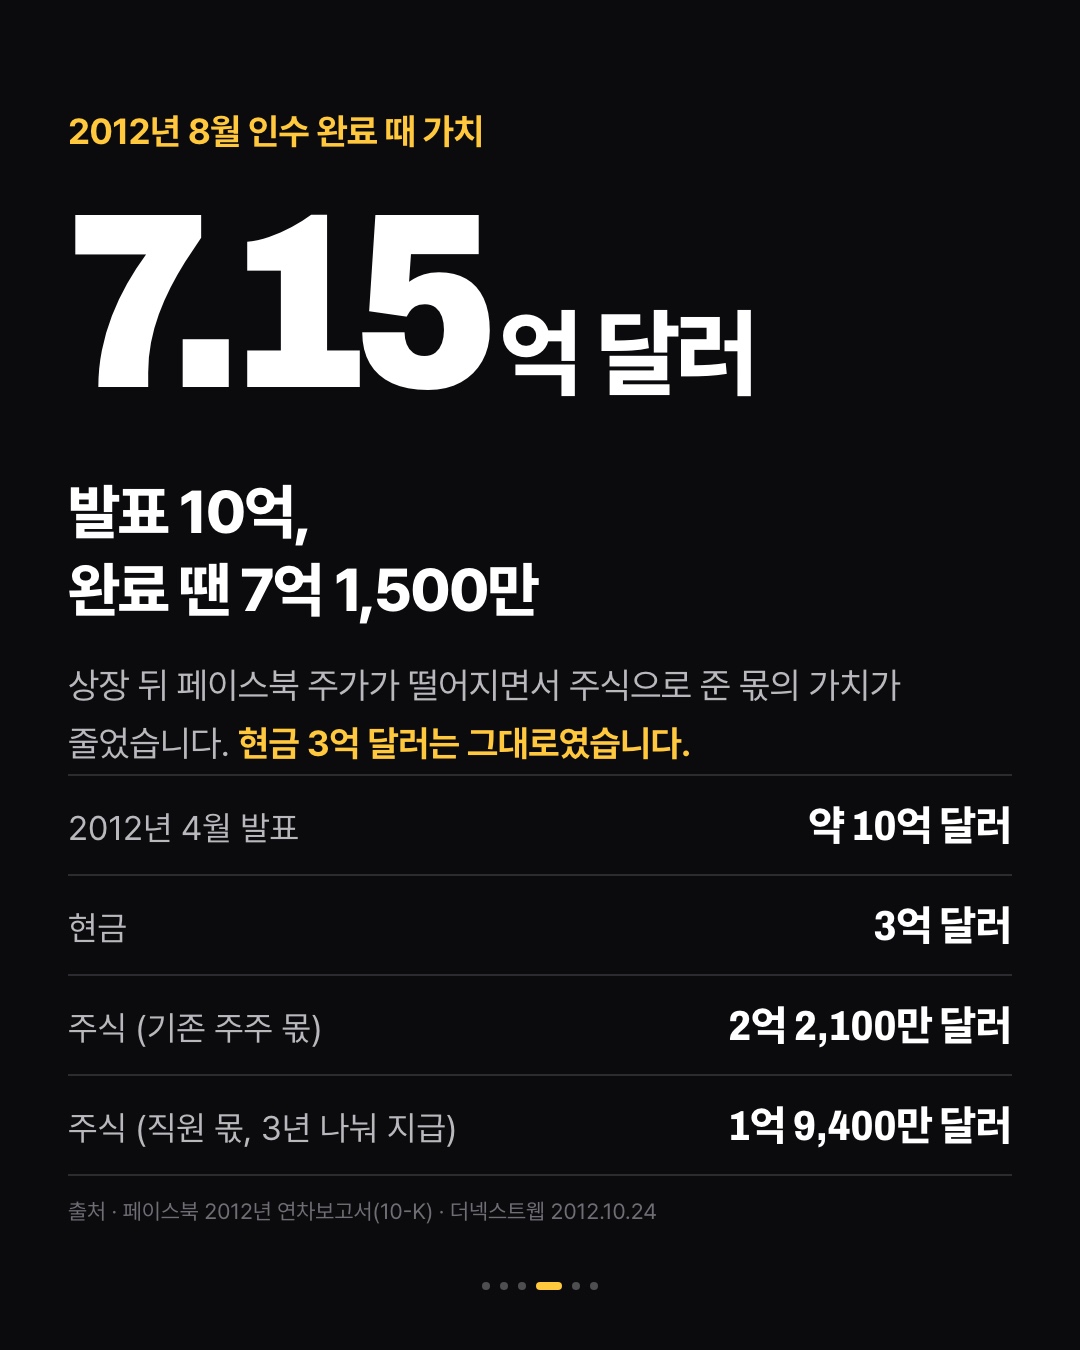 2012년 8월 인수 완료 때 가치
7.15억 달러
발표 10억,
완료 땐 7억 1,500만
상장 뒤 페이스북 주가가 떨어지면서 주식으로 준 몫의 가치가
줄었습니다. 현금 3억 달러는 그대로였습니다.
2012년 4월 발표 약 10억 달러
현금 3억 달러
주식 (기존 주주 몫) 2억 2,100만 달러
주식 (직원 몫, 3년 나눠 지급) 1억 9,400만 달러
출처 · 페이스북 2012년 연차보고서(10-K) · 더넥스트웹 2012.10.24